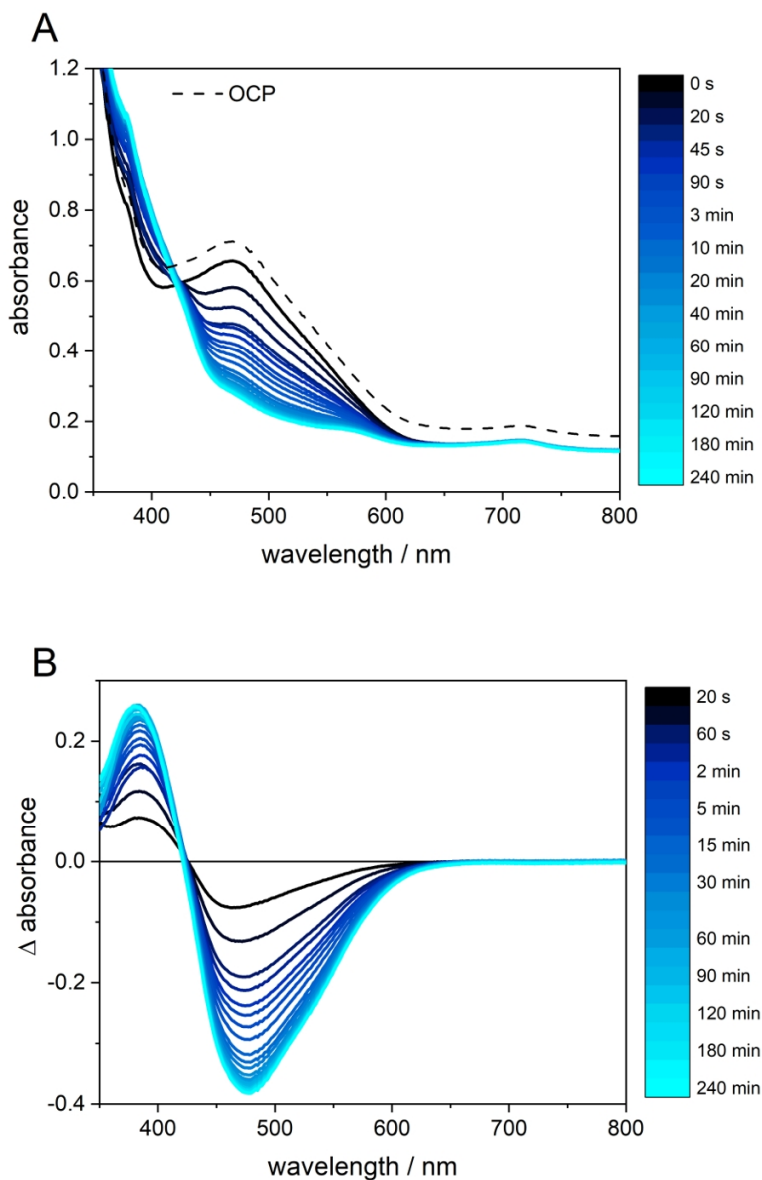 A
1.2
1.0
0.8
0.6
0.4
0.2
0.0
absorbance
OCP
400
500
600
700
800
wavelength / nm
0 s
20 s
45 s
90 s
3 min
10 min
20 min
40 min
60 min
90 min
120 min
180 min
240 min
B
0.2
0.0
-0.2
-0.4
Δ absorbance
400
500
600
700
800
wavelength / nm
20 s
60 s
2 min
5 min
15 min
30 min
60 min
90 min
120 min
180 min
240 min